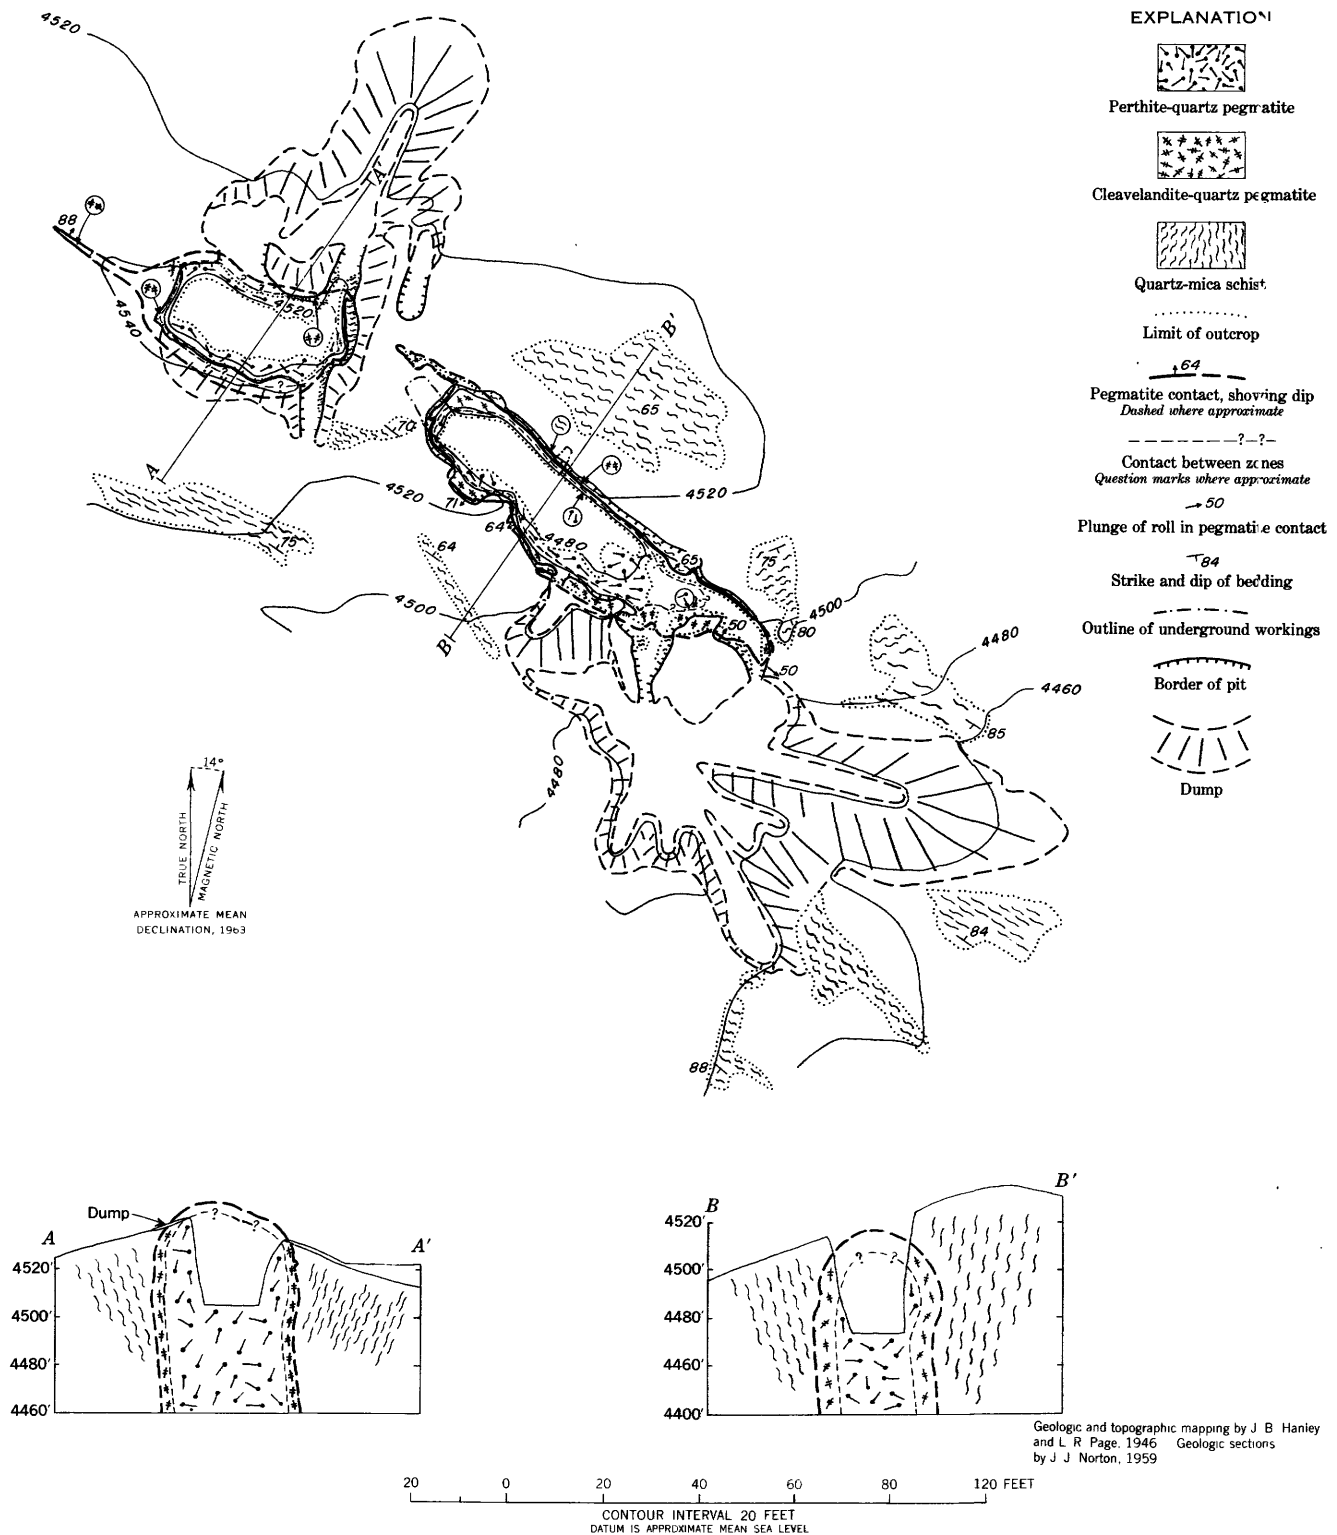 EXPLANATION
Perthite-quartz pegmatite
Cleavelandite-quartz pegmatite
Quartz-mica schist
Limit of outcrop
64
Pegmatite contact, showing dip
Dashed where approximate
—?—?—
Contact between zones
Question marks where approximate
50
Plunge of roll in pegmatite contact
84
Strike and dip of bedding
Outline of underground workings
Border of pit
Dump
4520
A'
88
4520
4540
B'
65
70
A
4520
4520
71
64
4480
75
64
65
75
4500
4500
50
80
B
4480
50
4460
85
4480
14°
TRUE NORTH
MAGNETIC NORTH
APPROXIMATE MEAN
DECLINATION, 1963
84
88
Dump
?
?
A
A'
4520'
4500'
4480'
4460'
B
B'
?
?
4520'
4500'
4480'
4460'
4400'
Geologic and topographic mapping by J B Hanley
and L R Page, 1946 Geologic sections
by J J Norton, 1959
20 0 20 40 60 80 120 FEET
CONTOUR INTERVAL 20 FEET
DATUM IS APPROXIMATE MEAN SEA LEVEL